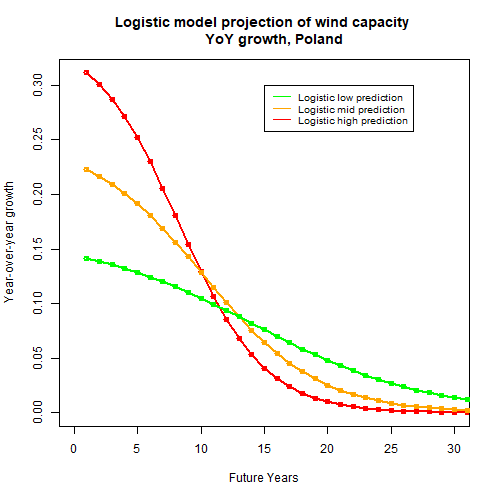 Logistic model projection of wind capacity
YoY growth, Poland
Year-over-year growth
0.30
0.25
0.20
0.15
0.10
0.05
0.00
Logistic low prediction
Logistic mid prediction
Logistic high prediction
0 5 10 15 20 25 30
Future Years